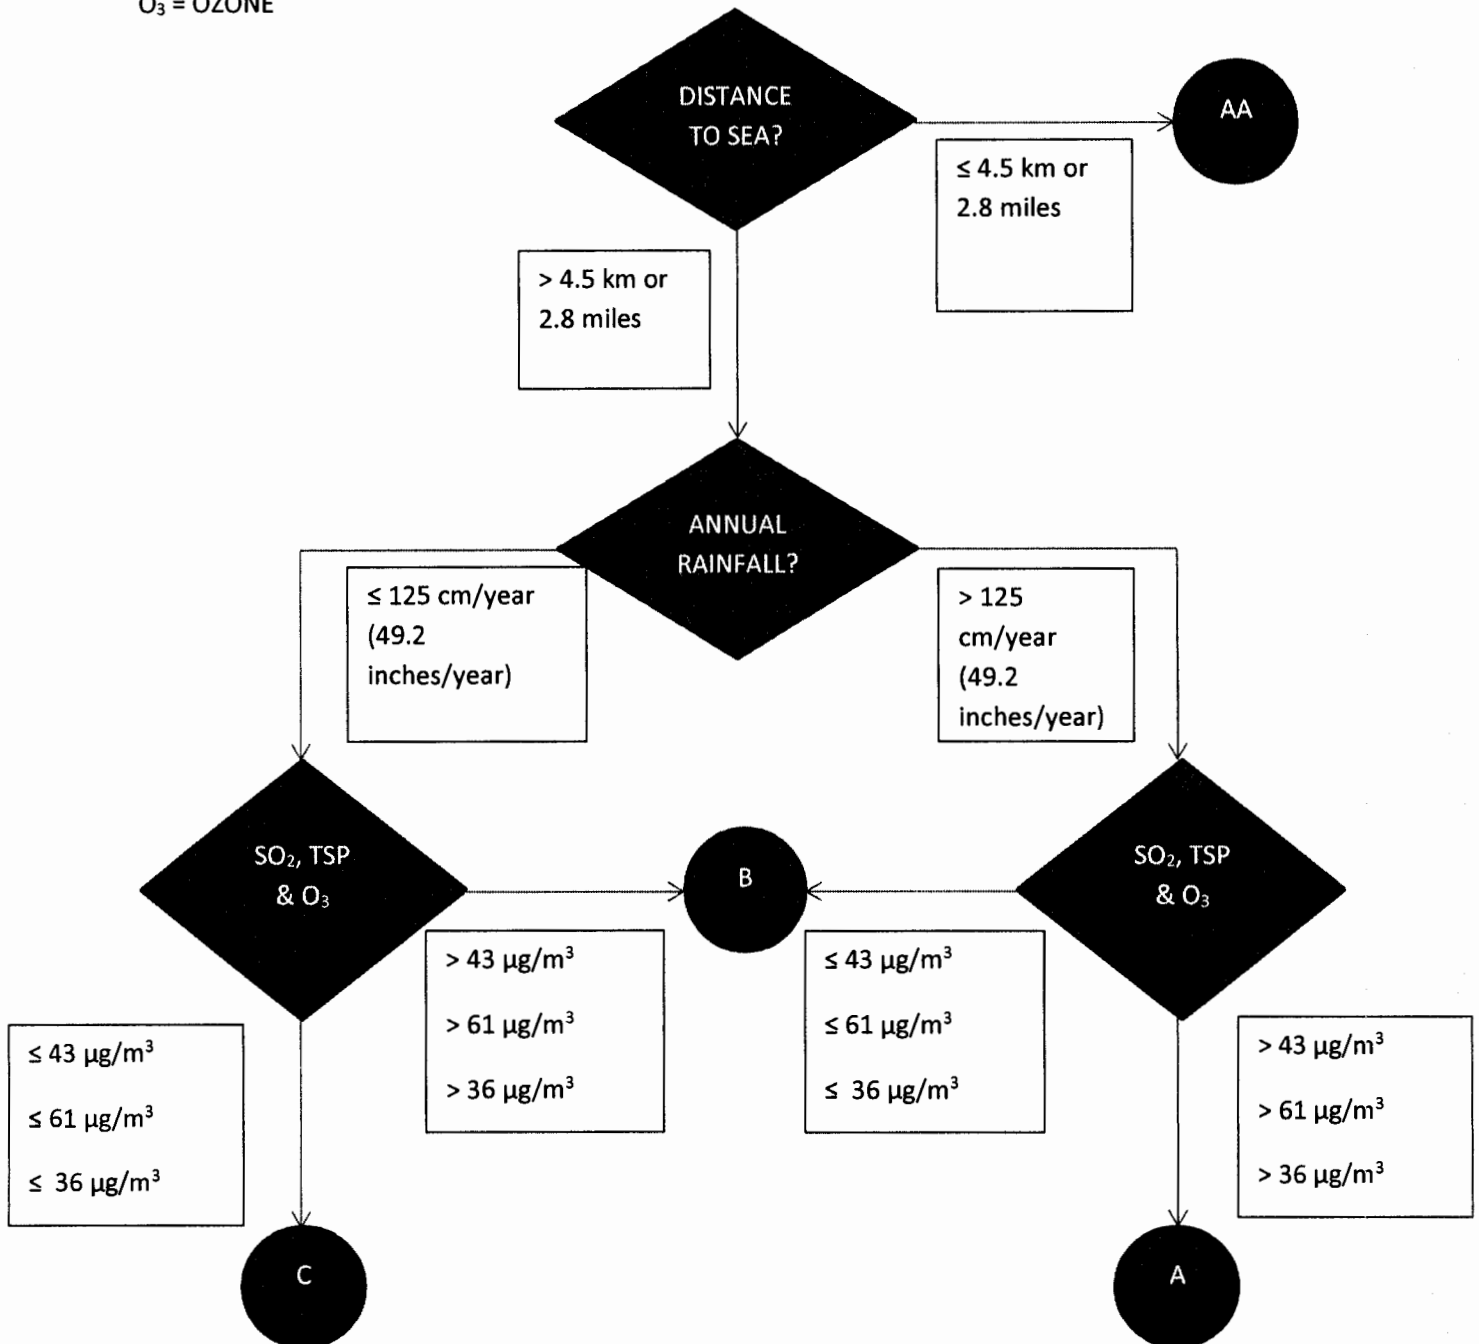 O₃ = OZONE
DISTANCE
TO SEA?
AA
≤ 4.5 km or
2.8 miles
> 4.5 km or
2.8 miles
ANNUAL
RAINFALL?
≤ 125 cm/year
(49.2
inches/year)
> 125
cm/year
(49.2
inches/year)
SO₂, TSP
& O₃
B
SO₂, TSP
& O₃
> 43 µg/m³
> 61 µg/m³
> 36 µg/m³
≤ 43 µg/m³
≤ 61 µg/m³
≤ 36 µg/m³
≤ 43 µg/m³
≤ 61 µg/m³
≤ 36 µg/m³
> 43 µg/m³
> 61 µg/m³
> 36 µg/m³
C
A